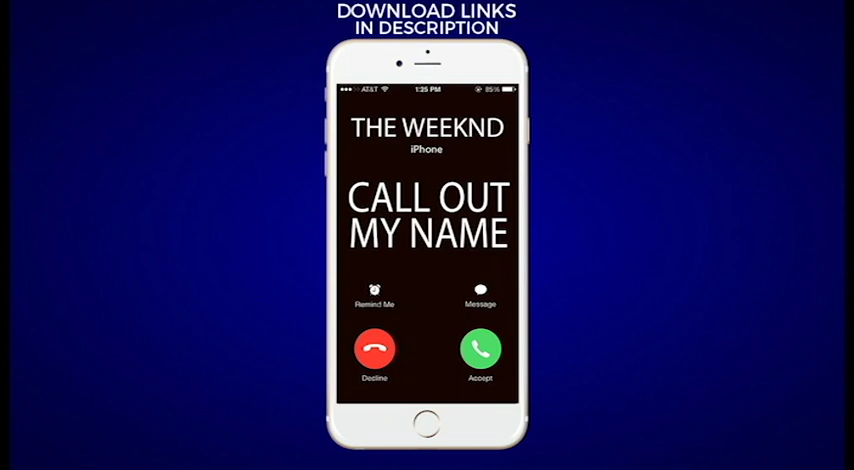 DOWNLOAD LINKS
IN DESCRIPTION
AT&T 1:25 PM 85%
THE WEEKND
iPhone
CALL OUT
MY NAME
Remind Me Message
Decline Accept